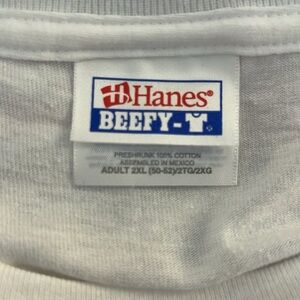 Hanes®
BEEFY-T®
PRESHRUNK 100% COTTON
ASSEMBLED IN MEXICO
ADULT 2XL (50-52)/2TG/2XG